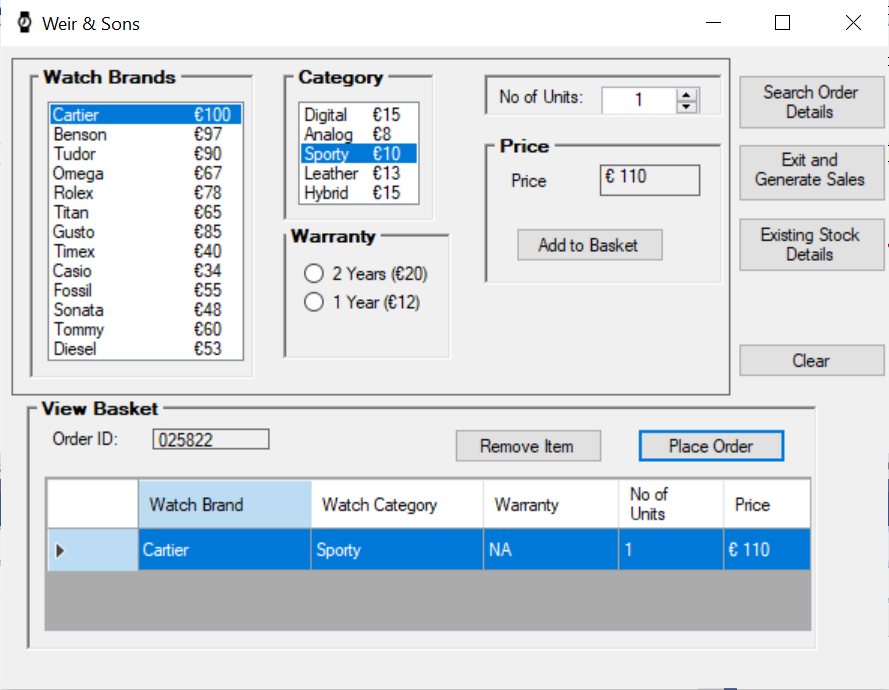 Weir & Sons
Watch Brands
Cartier €100
Benson €97
Tudor €90
Omega €67
Rolex €78
Titan €65
Gusto €85
Timex €40
Casio €34
Fossil €55
Sonata €48
Tommy €60
Diesel €53
Category
Digital €15
Analog €8
Sporty €10
Leather €13
Hybrid €15
Warranty
2 Years (€20)
1 Year (€12)
No of Units: 1
Price
Price € 110
Add to Basket
Search Order
Details
Exit and
Generate Sales
Existing Stock
Details
Clear
View Basket
Order ID: 025822
Remove Item
Place Order
Watch Brand Watch Category Warranty No of Units Price
Cartier Sporty NA 1 € 110